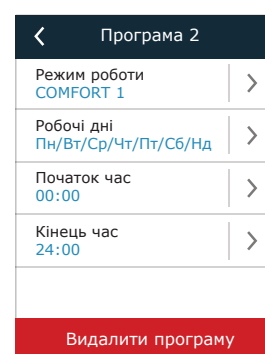 Програма 2
Режим роботи
COMFORT 1
Робочі дні
Пн/Вт/Ср/Чт/Пт/Сб/Нд
Початок час
00:00
Кінець час
24:00
Видалити програму